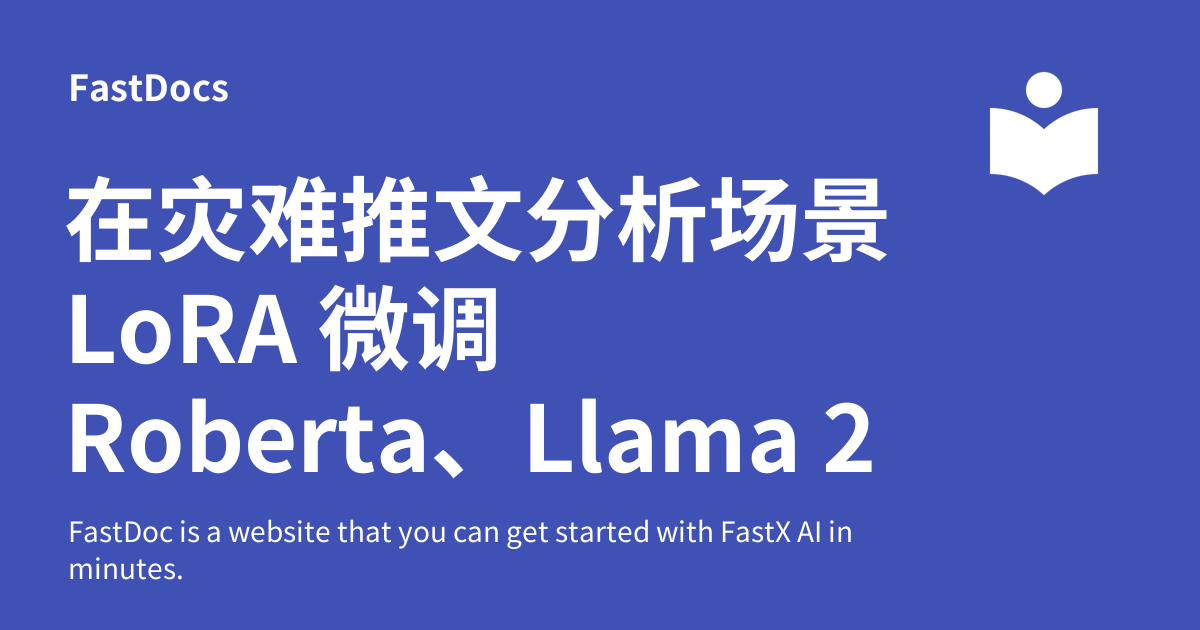 FastDocs
在灾难推文分析场景
LoRA 微调
Roberta、Llama 2
FastDoc is a website that you can get started with FastX AI in
minutes.